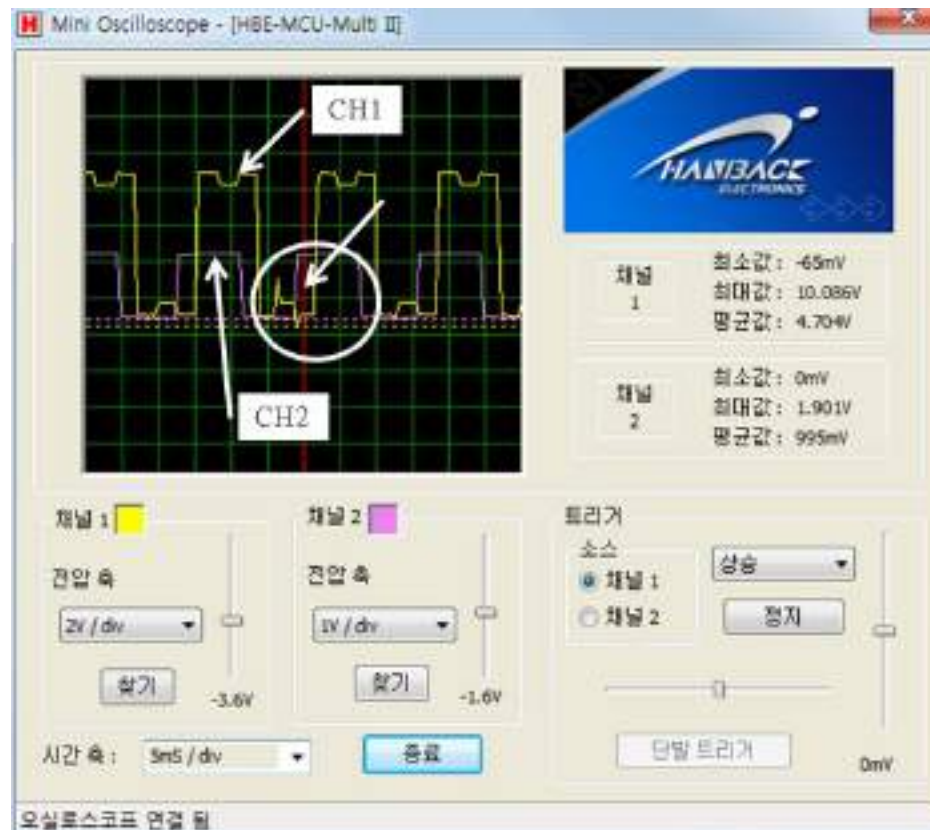 Mini Oscilloscope - [HBE-MCU-Multi II]
CH1
CH2
HANBACK
ELECTRONICS
채널
1
최소값 : -65mV
최대값 : 10.086V
평균값 : 4.704V
채널
2
최소값 : 0mV
최대값 : 1.901V
평균값 : 995mV
채널 1
전압 축
2V / div
찾기
-3.6V
채널 2
전압 축
1V / div
찾기
-1.6V
트리거
소스
채널 1
채널 2
상승
정지
단발 트리거
0mV
시간 축 :
5mS / div
종료
오실로스코프 연결 됨